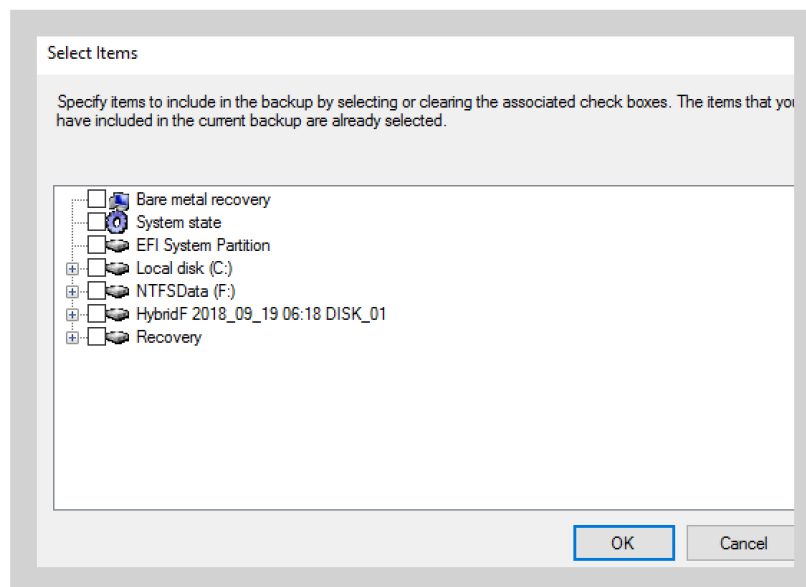 Select Items
Specify items to include in the backup by selecting or clearing the associated check boxes. The items that
have included in the current backup are already selected.
Bare metal recovery
System state
EFI System Partition
Local disk (C:)
NTFSData (F:)
HybridF 2018_09_19 06:18 DISK_01
Recovery
OK
Cancel